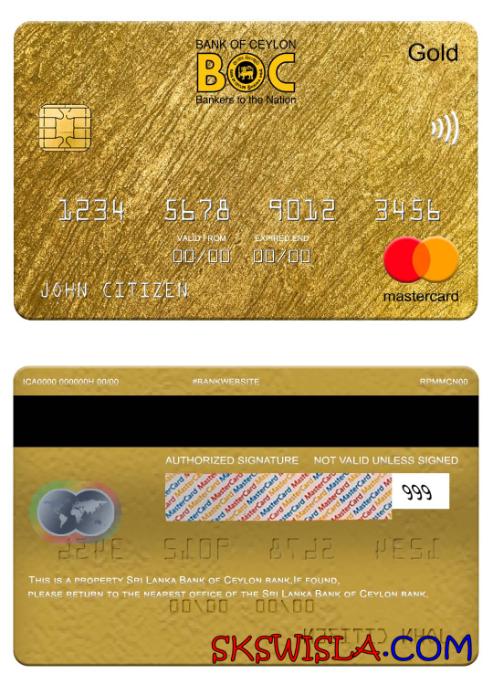 BANK OF CEYLON
BOC
Bankers to the Nation
Gold
1234 5678 9012 3456
VALID FROM EXPIRED END
00/00 00/00
JOHN CITIZEN
mastercard
ICA0000 000000H 00/00 #BANKWEBSITE RPMMCN00
AUTHORIZED SIGNATURE NOT VALID UNLESS SIGNED
MasterCard MasterCard MasterCard
999
THIS IS A PROPERTY SRI LANKA BANK OF CEYLON BANK.IF FOUND,
PLEASE RETURN TO THE NEAREST OFFICE OF THE SRI LANKA BANK OF CEYLON BANK.
SKSWISLA.COM